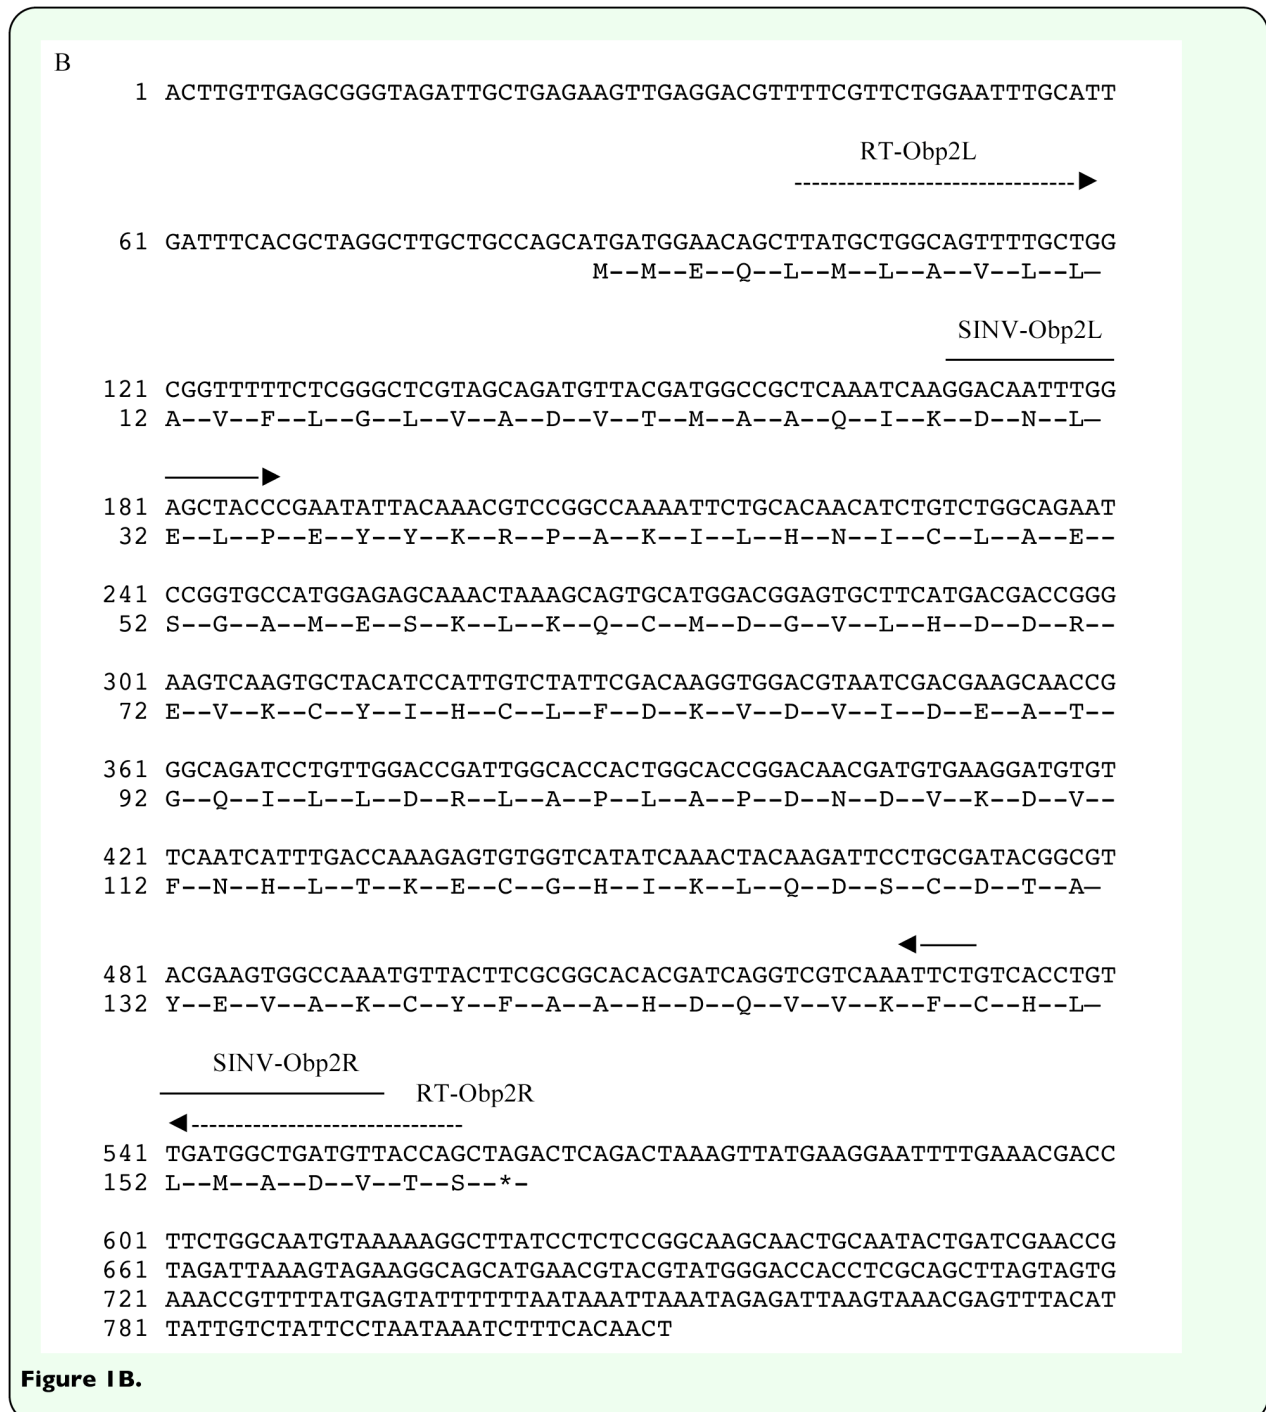 B
1 ACTTGTTGAGCGGGTAGATTGCTGAGAAGTTGAGGACGTTTTCGTTCTGGAATTTGCATT
RT-Obp2L
61 GATTTCACGCTAGGCTTGCTGCCAGCATGATGGAACAGCTTATGCTGGCAGTTTTGCTGG
M--M--E--Q--L--M--L--A--V--L--L—
SINV-Obp2L
121 CGGTTTTTCTCGGGCTCGTAGCAGATGTTACGATGGCCGCTCAAATCAAGGACAATTTGG
12 A--V--F--L--G--L--V--A--D--V--T--M--A--A--Q--I--K--D--N--L—
181 AGCTACCCGAATATTACAAACGTCCGGCCAAAATTCTGCACAACATCTGTCTGGCAGAAT
32 E--L--P--E--Y--Y--K--R--P--A--K--I--L--H--N--I--C--L--A--E--
241 CCGGTGCCATGGAGAGCAAACTAAAGCAGTGCATGGACGGAGTGCTTCATGACGACCGGG
52 S--G--A--M--E--S--K--L--K--Q--C--M--D--G--V--L--H--D--D--R--
301 AAGTCAAGTGCTACATCCATTGTCTATTCGACAAGGTGGACGTAATCGACGAAGCAACCG
72 E--V--K--C--Y--I--H--C--L--F--D--K--V--D--V--I--D--E--A--T--
361 GGCAGATCCTGTTGGACCGATTGGCACCACTGGCACCGGACAACGATGTGAAGGATGTGT
92 G--Q--I--L--L--D--R--L--A--P--L--A--P--D--N--D--V--K--D--V--
421 TCAATCATTTGACCAAAGAGTGTGGTCATATCAAACTACAAGATTCCTGCGATACGGCGT
112 F--N--H--L--T--K--E--C--G--H--I--K--L--Q--D--S--C--D--T--A—
481 ACGAAGTGGCCAAATGTTACTTCGCGGCACACGATCAGGTCGTCAAATTCTGTCACCTGT
132 Y--E--V--A--K--C--Y--F--A--A--H--D--Q--V--V--K--F--C--H--L—
SINV-Obp2R
RT-Obp2R
541 TGATGGCTGATGTTACCAGCTAGACTCAGACTAAAGTTATGAAGGAATTTTGAAACGACC
152 L--M--A--D--V--T--S--*-
601 TTCTGGCAATGTAAAAAGGCTTATCCTCTCCGGCAAGCAACTGCAATACTGATCGAACCG
661 TAGATTAAAGTAGAAGGCAGCATGAACGTACGTATGGGACCACCTCGCAGCTTAGTAGTG
721 AAACCGTTTTATGAGTATTTTTTAATAAATTAAATAGAGATTAAGTAAACGAGTTTACAT
781 TATTGTCTATTCCTAATAAATCTTTCACAACT
Figure 1B.